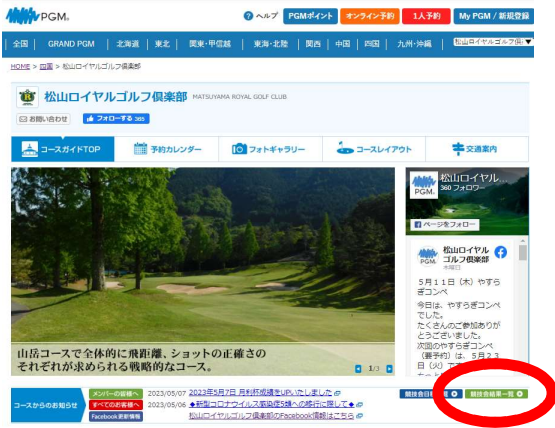 PGM.
? ヘルプ PGMポイント オンライン予約 1人予約 My PGM / 新規登録
全国 GRAND PGM 北海道 東北 関東・甲信越 東海・北陸 関西 中国 四国 九州・沖縄
HOME > 四国 > 松山ロイヤルゴルフ倶楽部
松山ロイヤルゴルフ倶楽部 MATSUYAMA ROYAL GOLF CLUB
お問い合わせ フォローする 365
コースガイドTOP 予約カレンダー フォトギャラリー コースレイアウト 交通案内
松山ロイヤル...
360 フォロワー
PGM.
ページをフォロー
松山ロイヤル
ゴルフ倶楽部
PGM.
木曜日
5月11日（木）やすら
ぎコンペ
今日は、やすらぎコンペ
でした。
たくさんのご参加ありが
とうございました。
次回のやすらぎコンペ
（要予約）は、5月23
山岳コースで全体的に飛距離、ショットの正確さの
それぞれが求められる戦略的なコース。
1/3
コースからのお知らせ
メンバーの皆様へ 2023/05/07 2023年5月7日 月利杯成績をUPいたしました
すべてのお客様へ 2023/05/06 ◆新型コロナウイルス感染症5類への移行に際して◆
Facebook更新情報 松山ロイヤルゴルフ倶楽部のFacebook情報はこちら
競技会結果一覧